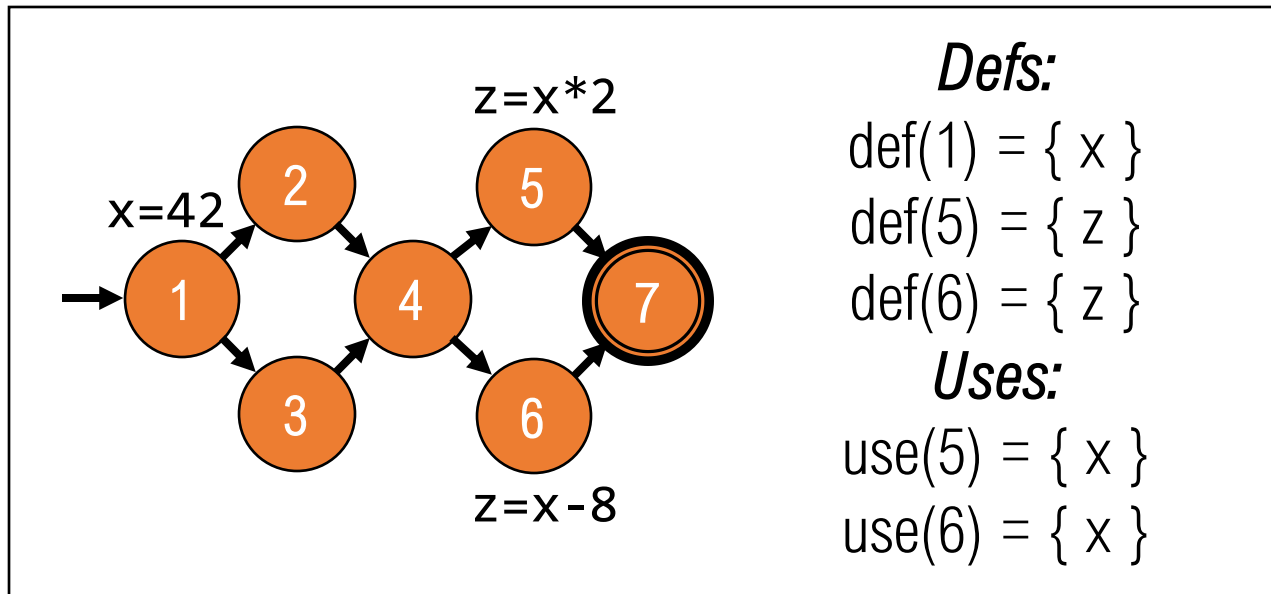 z=x*2
x=42
2
5
1
4
7
3
6
z=x-8
Defs:
def(1) = { x }
def(5) = { z }
def(6) = { z }
Uses:
use(5) = { x }
use(6) = { x }